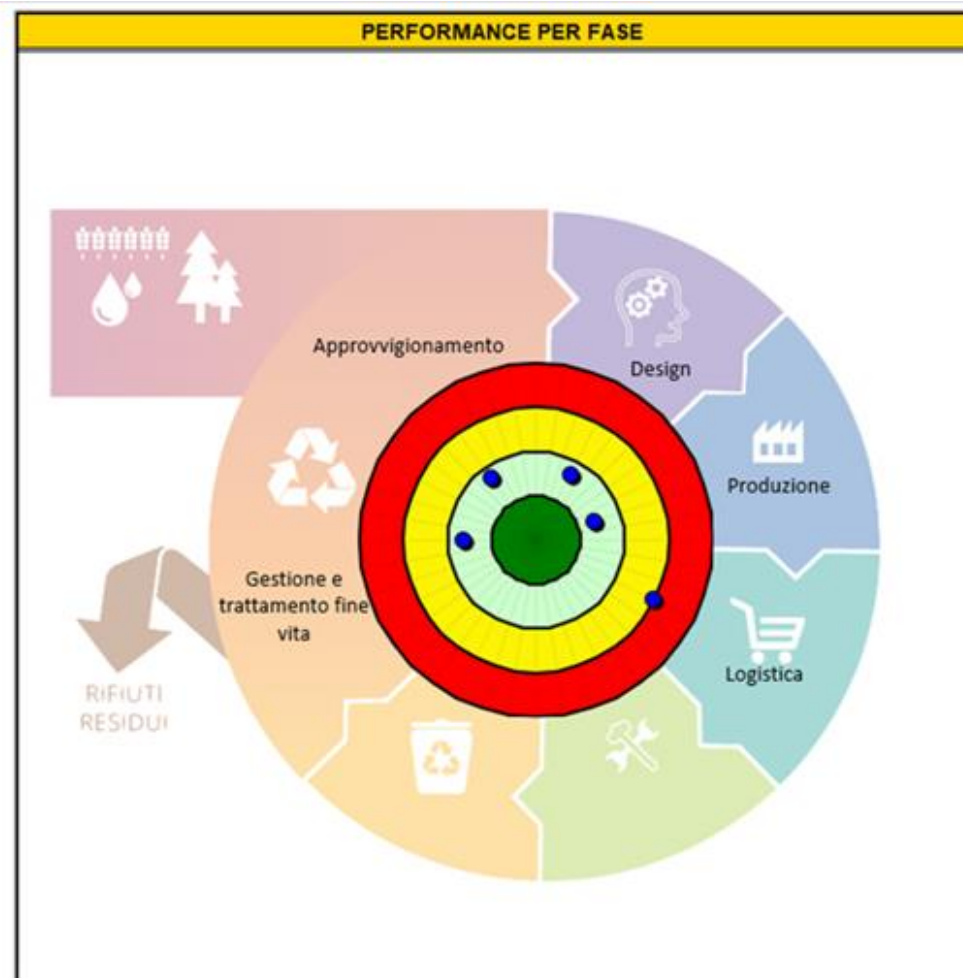 PERFORMANCE PER FASE
Approvvigionamento
Design
Produzione
Gestione e
trattamento fine
vita
Logistica
RIFIUTI
RESIDUI